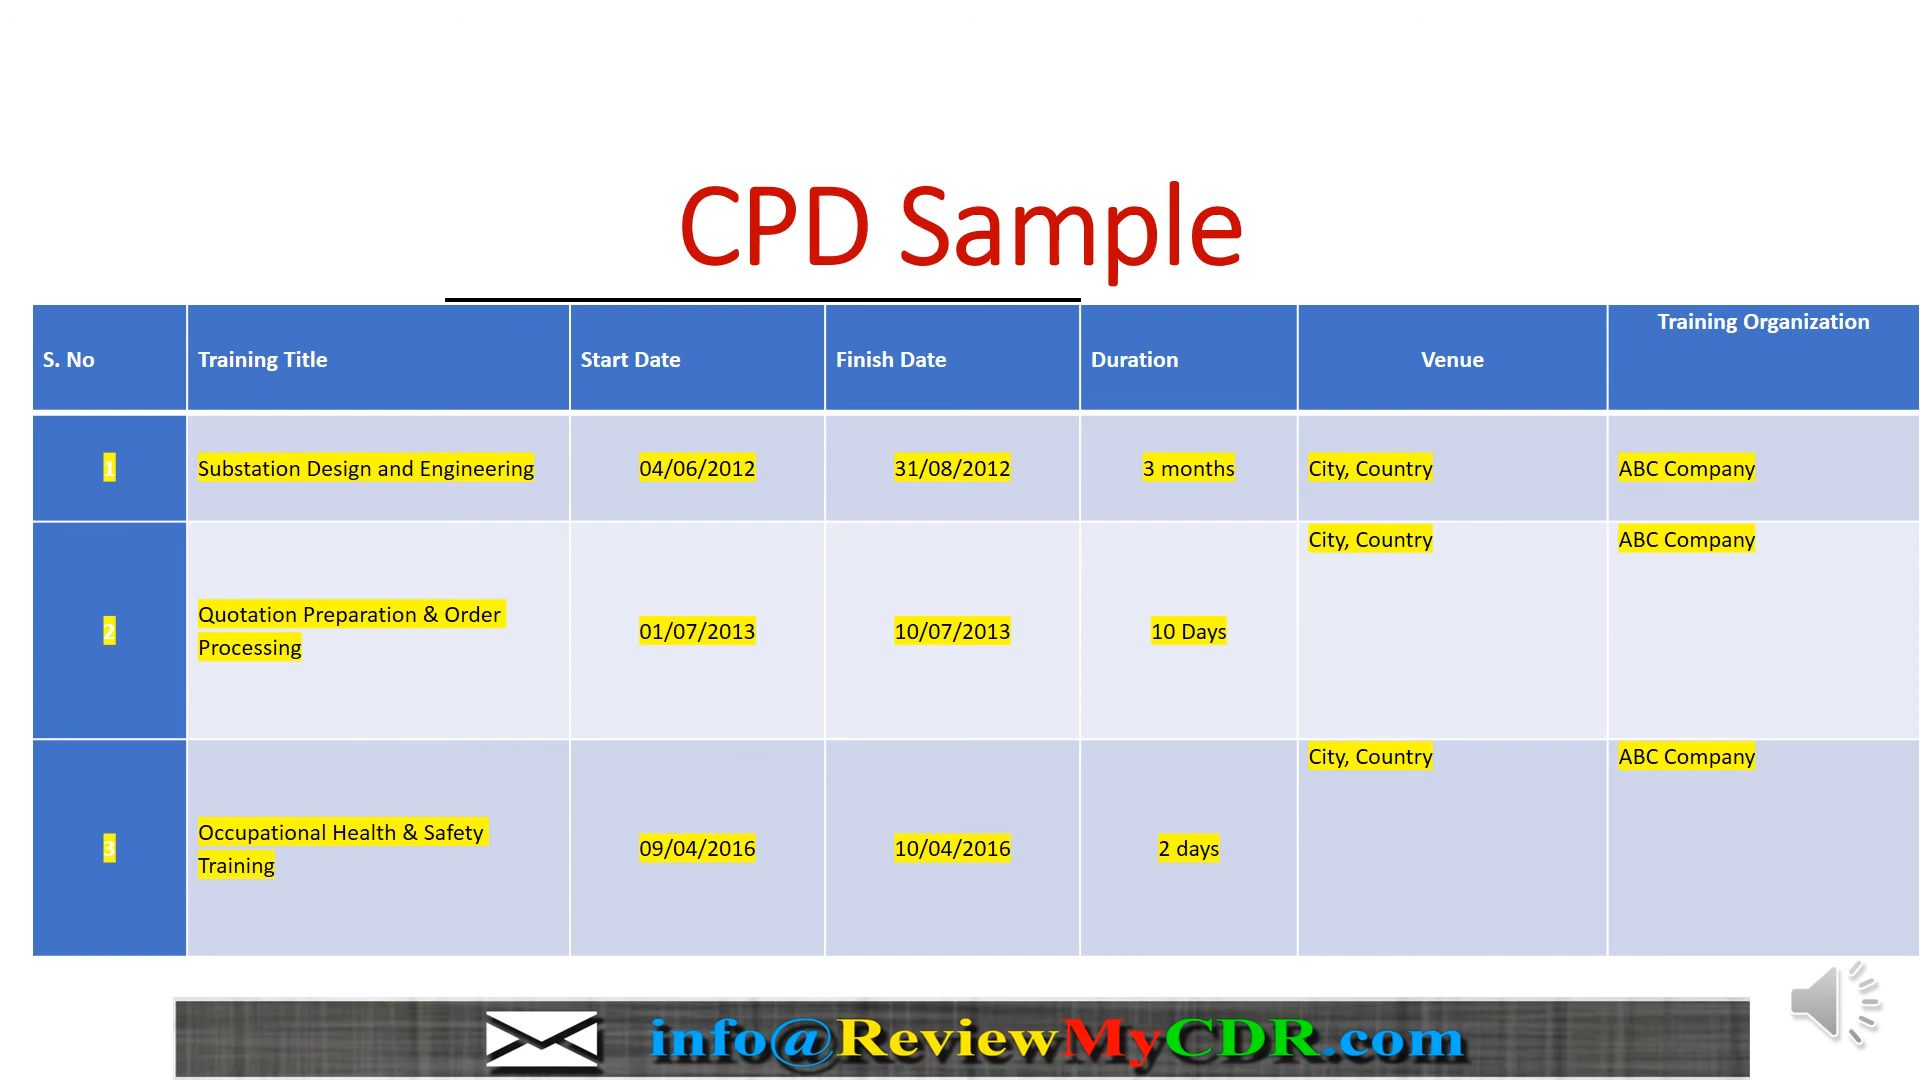 CPD Sample
S. No Training Title Start Date Finish Date Duration Venue Training Organization
1 Substation Design and Engineering 04/06/2012 31/08/2012 3 months City, Country ABC Company
2 Quotation Preparation & Order
Processing 01/07/2013 10/07/2013 10 Days City, Country ABC Company
3 Occupational Health & Safety
Training 09/04/2016 10/04/2016 2 days City, Country ABC Company
info@ReviewMyCDR.com